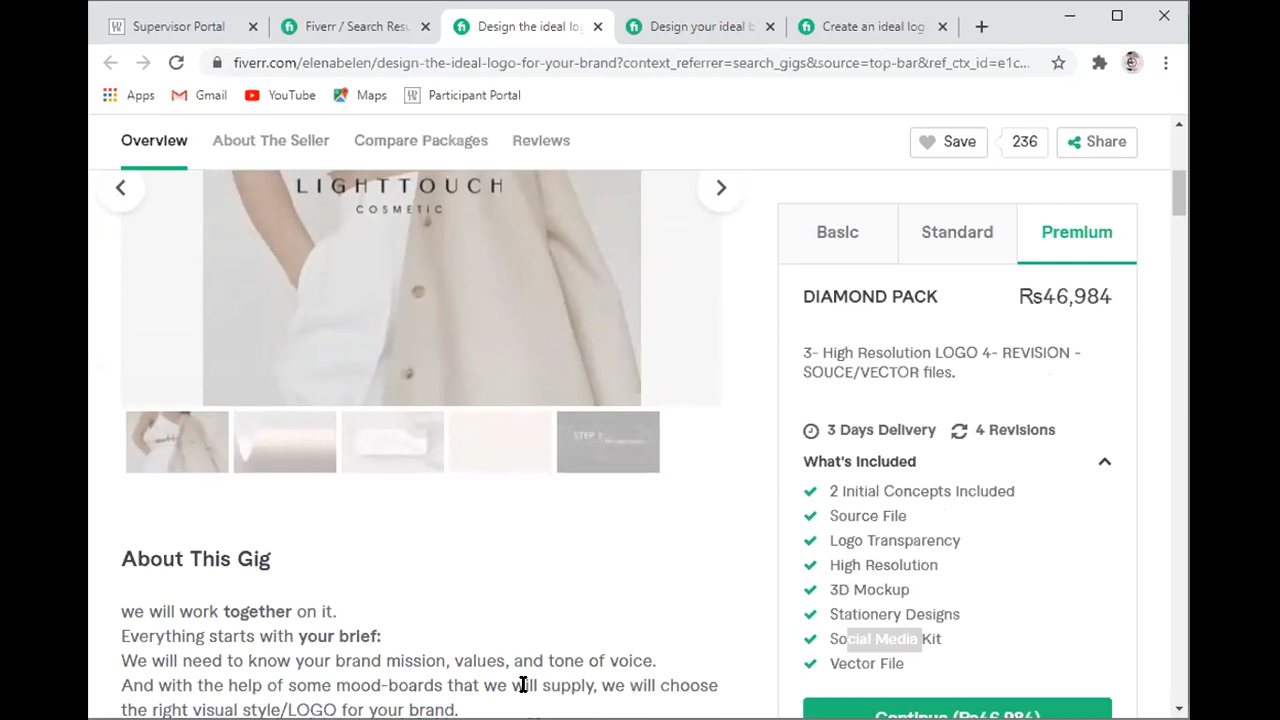 Supervisor Portal
Fiverr / Search Resu
Design the ideal log
Design your ideal b
Create an ideal logo
fiverr.com/elenabelen/design-the-ideal-logo-for-your-brand?context_referrer=search_gigs&source=top-bar&ref_ctx_id=e1c...
Apps
Gmail
YouTube
Maps
Participant Portal
Overview
About The Seller
Compare Packages
Reviews
Save
236
Share
LIGHTTOUCH
COSMETIC
Basic
Standard
Premium
DIAMOND PACK
Rs46,984
3- High Resolution LOGO 4- REVISION -
SOUCE/VECTOR files.
3 Days Delivery
4 Revisions
What's Included
2 Initial Concepts Included
Source File
Logo Transparency
High Resolution
3D Mockup
Stationery Designs
Social Media Kit
Vector File
Continue (Rs46,984)
STEP 1
About This Gig
we will work together on it.
Everything starts with your brief:
We will need to know your brand mission, values, and tone of voice.
And with the help of some mood-boards that we will supply, we will choose
the right visual style/LOGO for your brand.